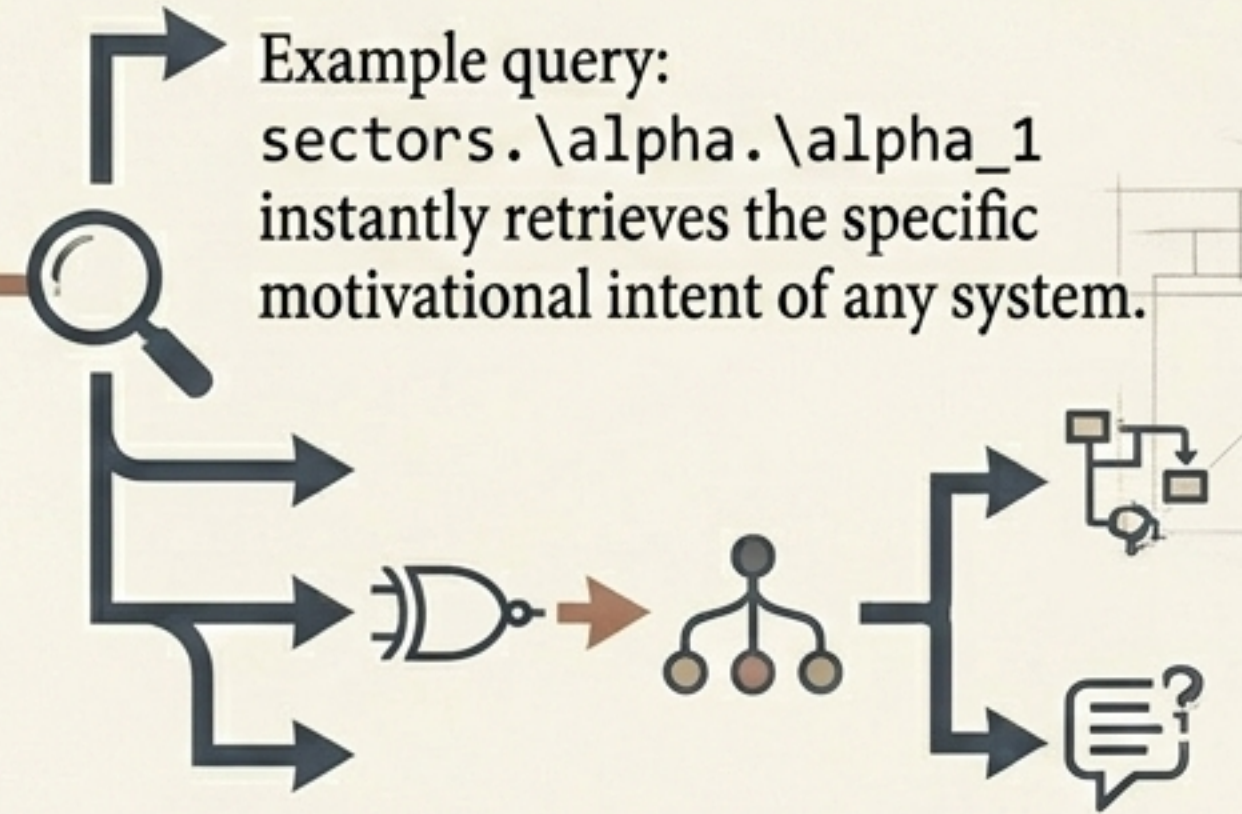 Example query:
sectors.\alpha.\alpha_1
instantly retrieves the specific
motivational intent of any system.
?